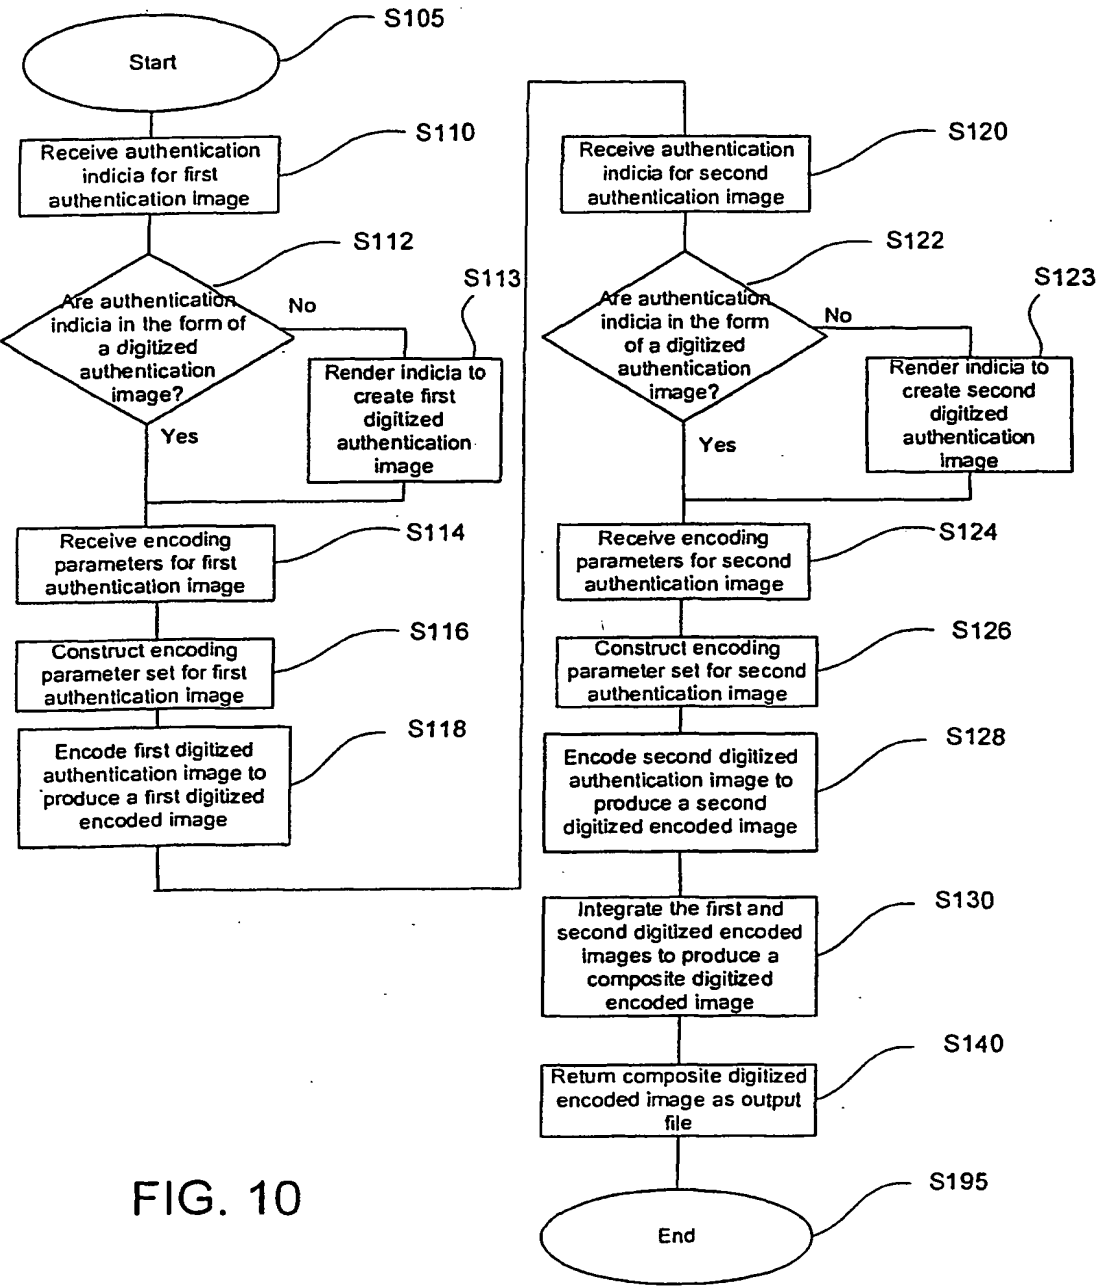 S105
Start
S110
Receive authentication
indicia for first
authentication image
S112
Are authentication
indicia in the form of
a digitized
authentication
image?
No
S113
Render indicia to
create first
digitized
authentication
image
Yes
S114
Receive encoding
parameters for first
authentication image
S116
Construct encoding
parameter set for first
authentication image
S118
Encode first digitized
authentication image to
produce a first digitized
encoded image
S120
Receive authentication
indicia for second
authentication image
S122
Are authentication
indicia in the form
of a digitized
authentication
image?
No
S123
Render indicia to
create second
digitized
authentication
image
Yes
S124
Receive encoding
parameters for second
authentication image
S126
Construct encoding
parameter set for second
authentication image
S128
Encode second digitized
authentication image to
produce a second
digitized encoded image
S130
Integrate the first and
second digitized encoded
images to produce a
composite digitized
encoded image
S140
Return composite digitized
encoded image as output
file
S195
End
FIG. 10